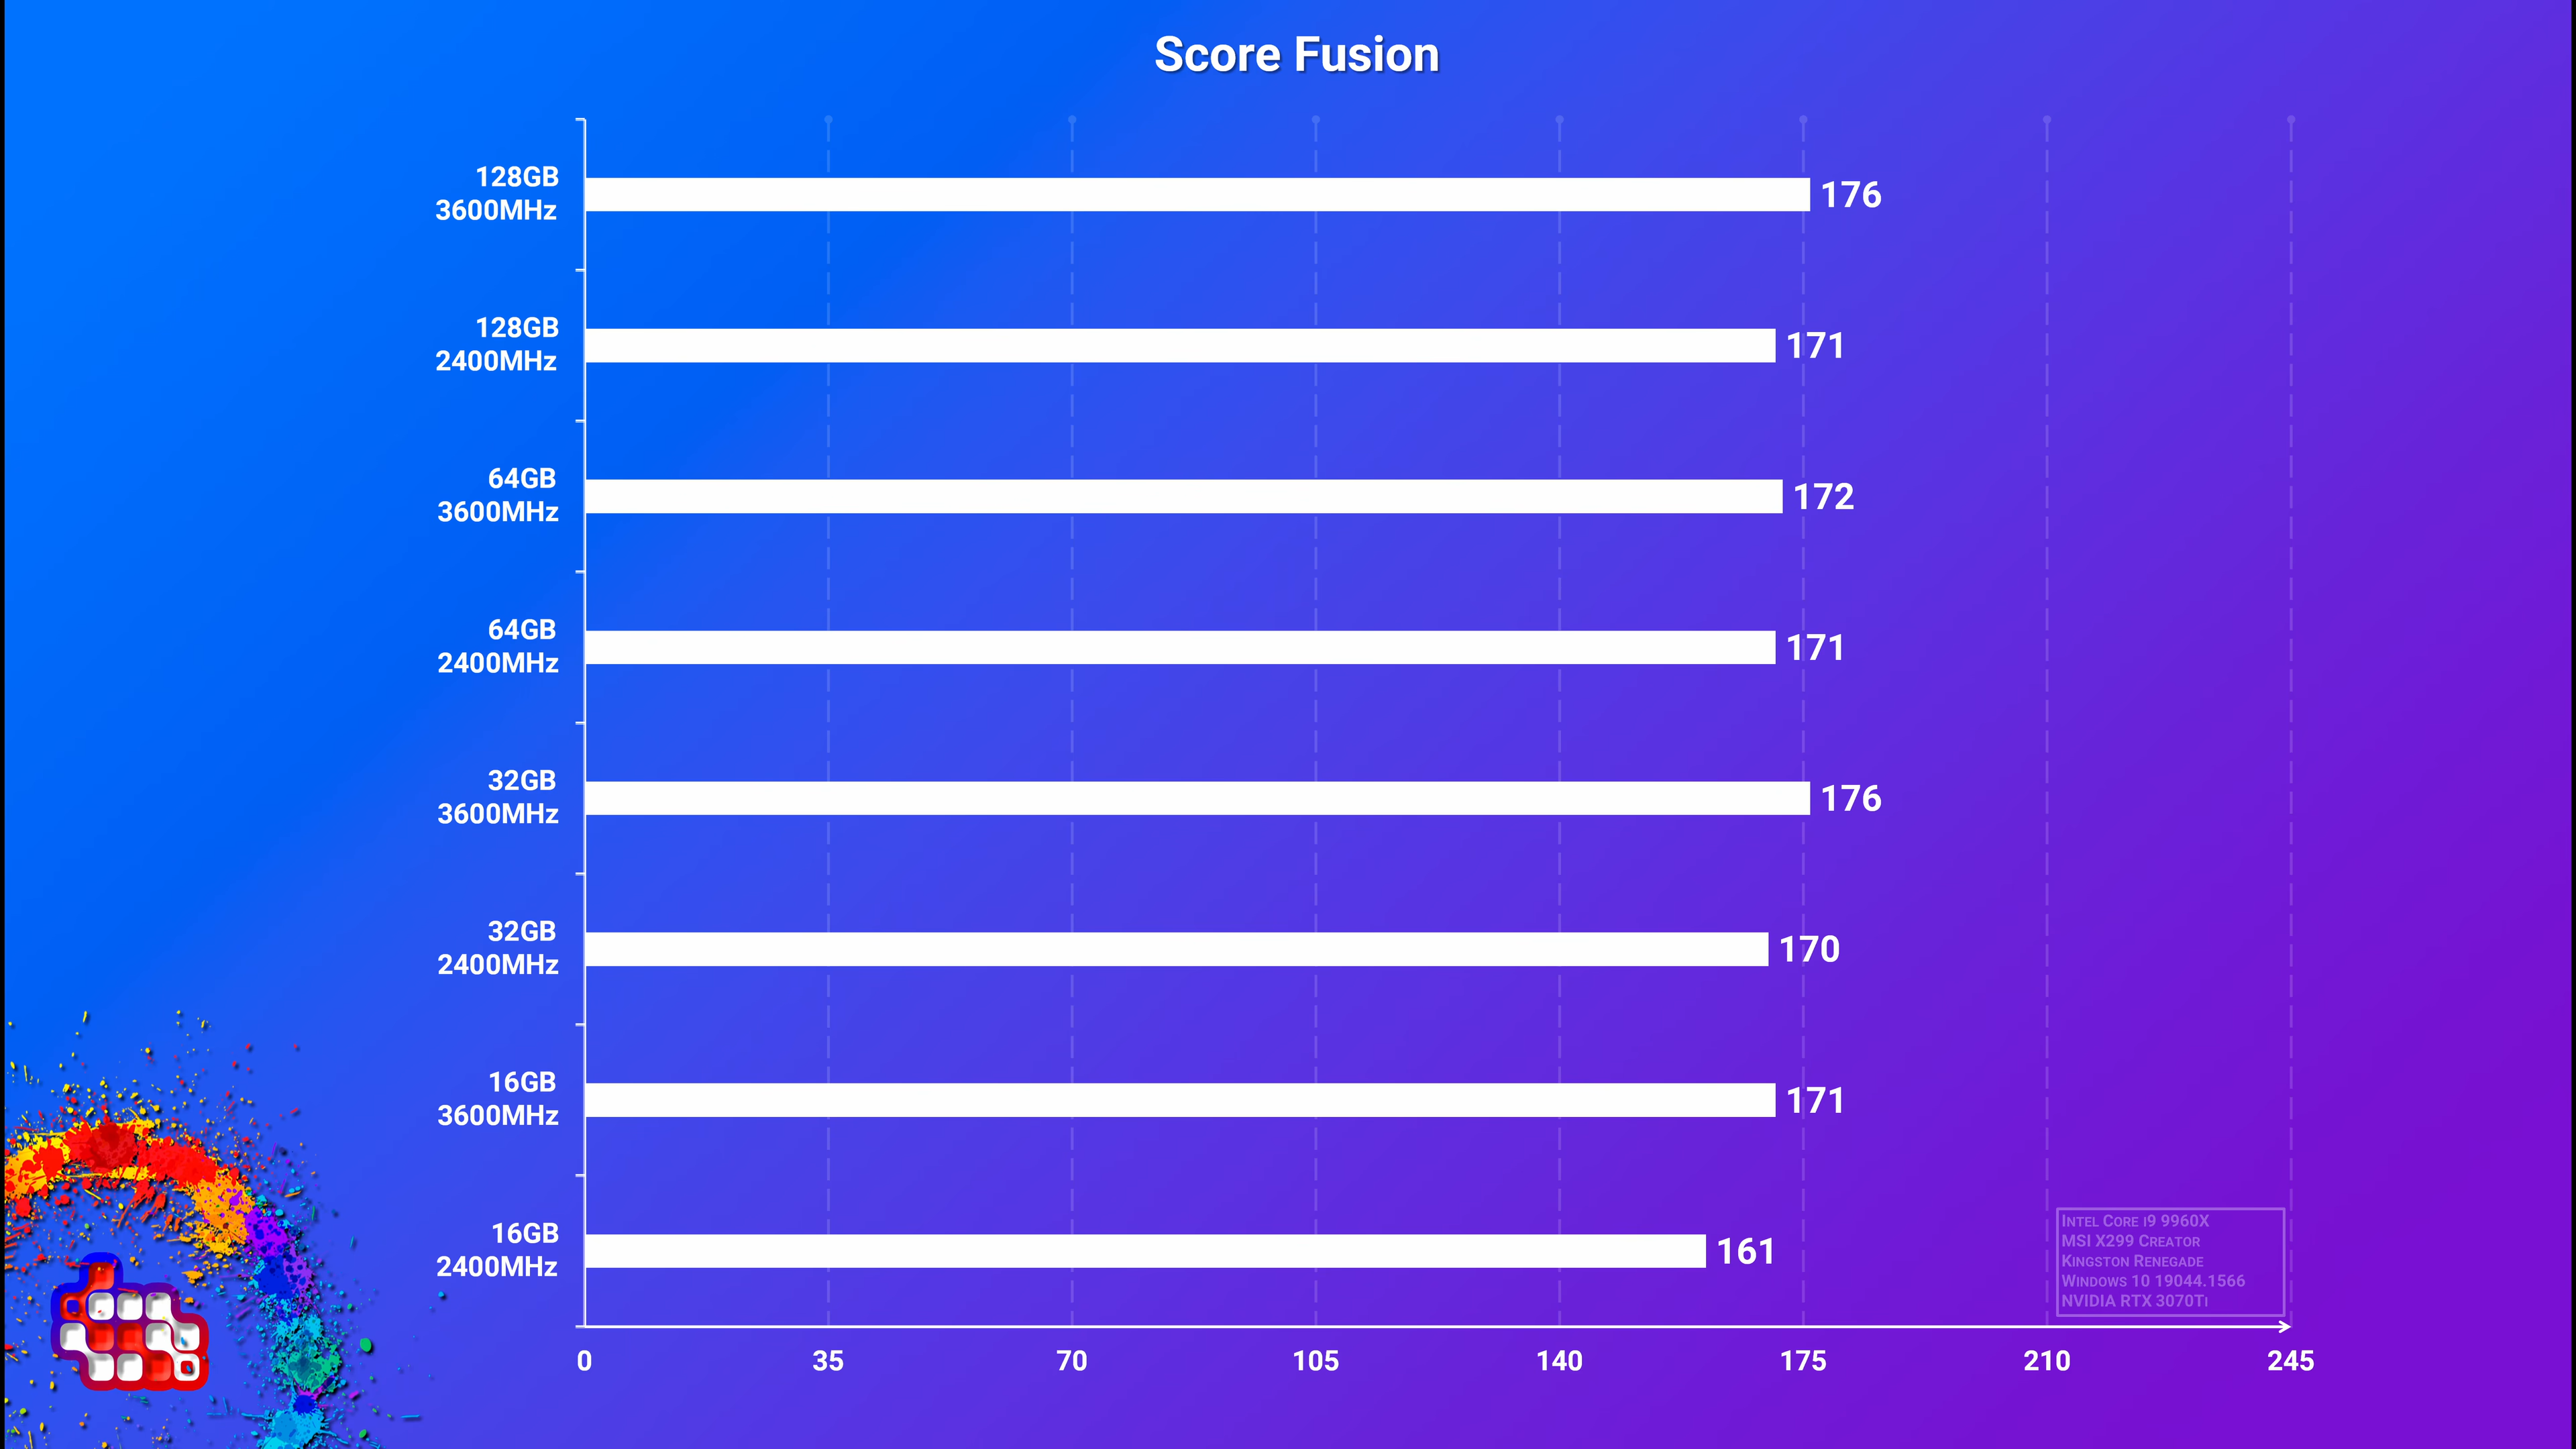 Score Fusion
128GB
3600MHz
176
128GB
2400MHz
171
64GB
3600MHz
172
64GB
2400MHz
171
32GB
3600MHz
176
32GB
2400MHz
170
16GB
3600MHz
171
16GB
2400MHz
161
Intel Core i9 9960X
MSI X299 Creator
Kingston Renegade
Windows 10 19044.1566
NVIDIA RTX 3070Ti
0 35 70 105 140 175 210 245